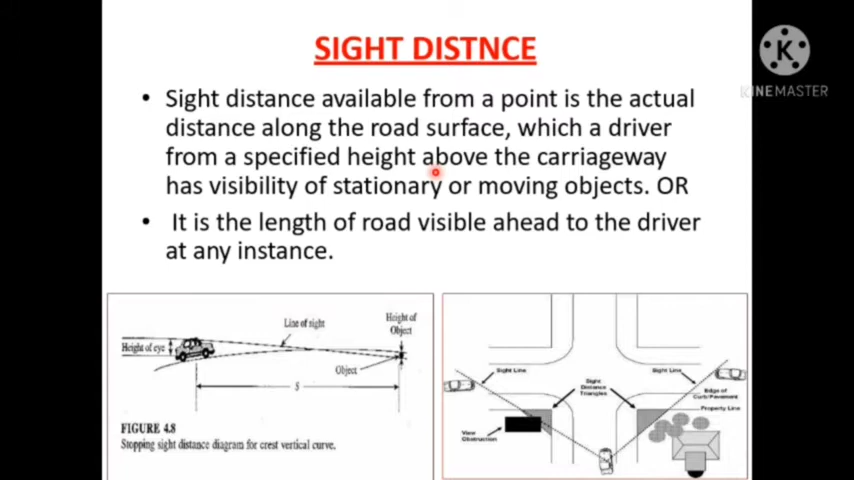 SIGHT DISTNCE
K
KINEMASTER
• Sight distance available from a point is the actual
distance along the road surface, which a driver
from a specified height above the carriageway
has visibility of stationary or moving objects. OR
• It is the length of road visible ahead to the driver
at any instance.
Height of
Object
Line of sight
Height of eye
Object
S
FIGURE 4.8
Stopping sight distance diagram for crest vertical curve.
Sight Line
Sight Line
Sight
Distance
Triangles
Edge of
Curb/Pavement
Property Line
View
Obstruction